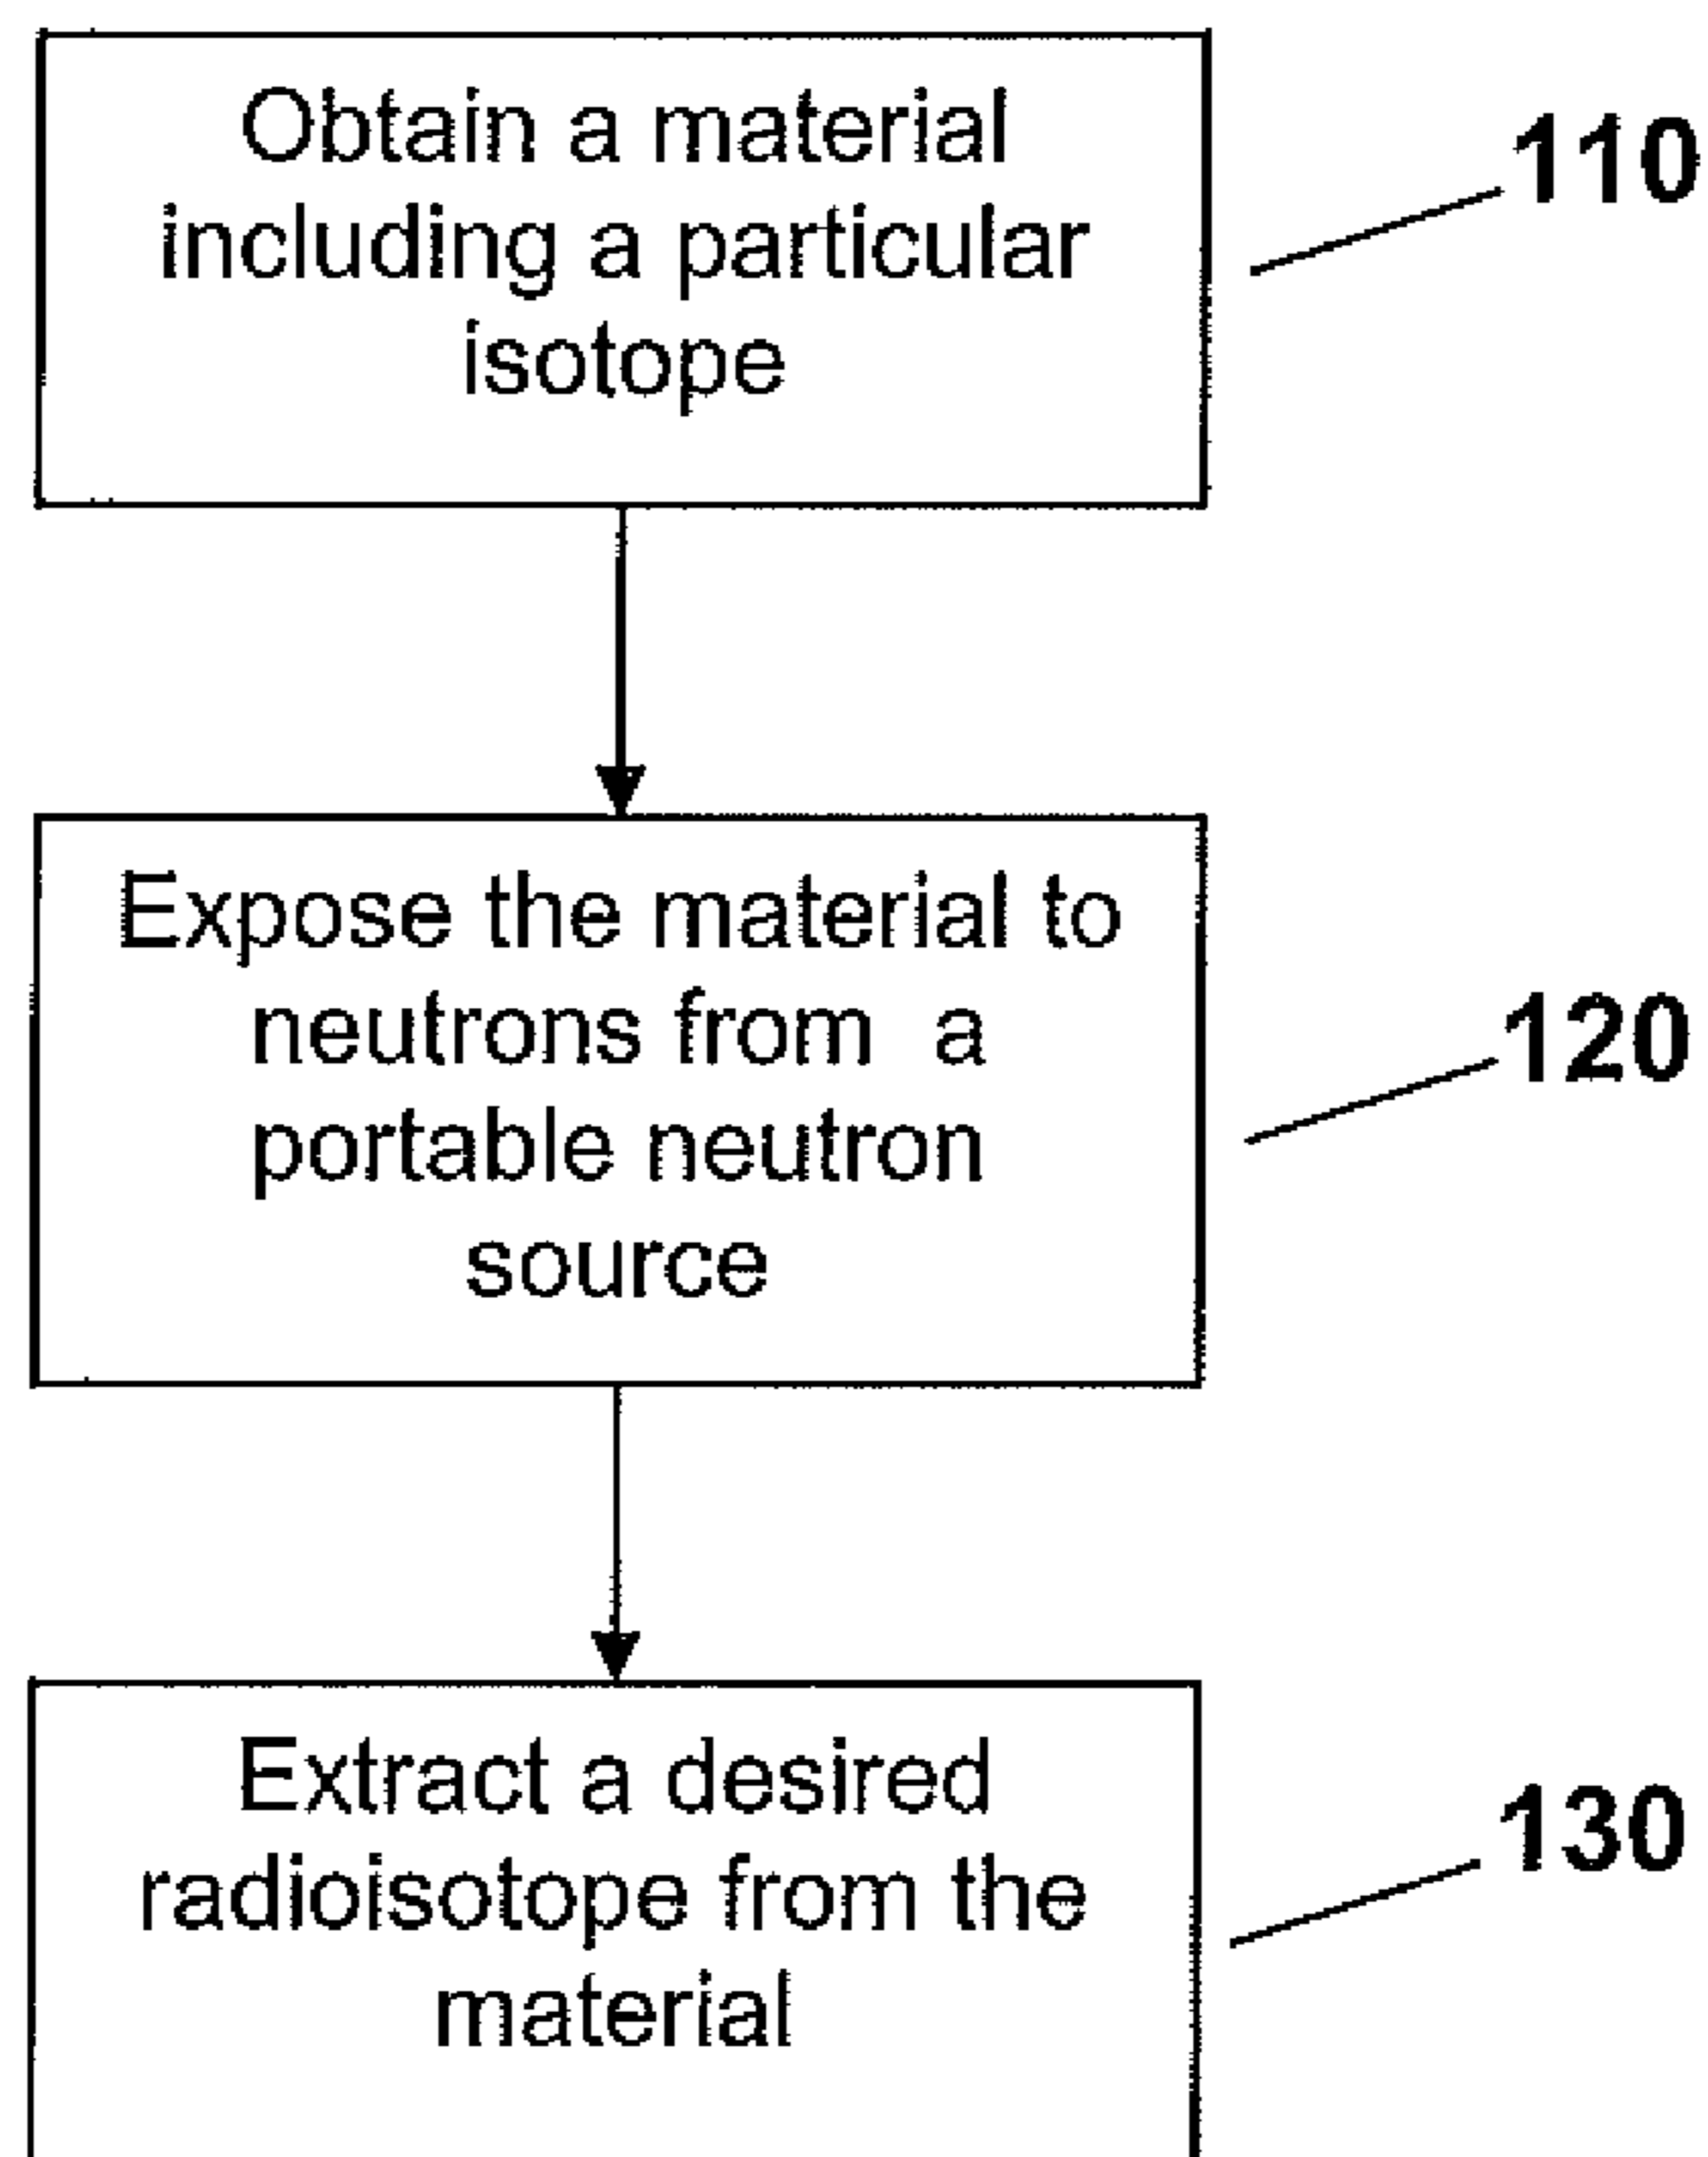 Obtain a material
including a particular
isotope
110
Expose the material to
neutrons from a
portable neutron
source
120
Extract a desired
radioisotope from the
material
130